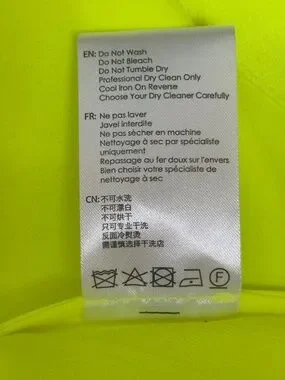 EN: Do Not Wash
Do Not Bleach
Do Not Tumble Dry
Professional Dry Clean Only
Cool Iron On Reverse
Choose Your Dry Cleaner Carefully
FR: Ne pas laver
Javel interdite
Ne pas sécher en machine
Nettoyage à sec par spécialiste
uniquement
Repassage au fer doux sur l'envers
Bien choisir votre spécialiste de
nettoyage à sec
CN: 不可水洗
不可漂白
不可烘干
只可专业干洗
反面冷熨烫
需谨慎选择干洗店
F